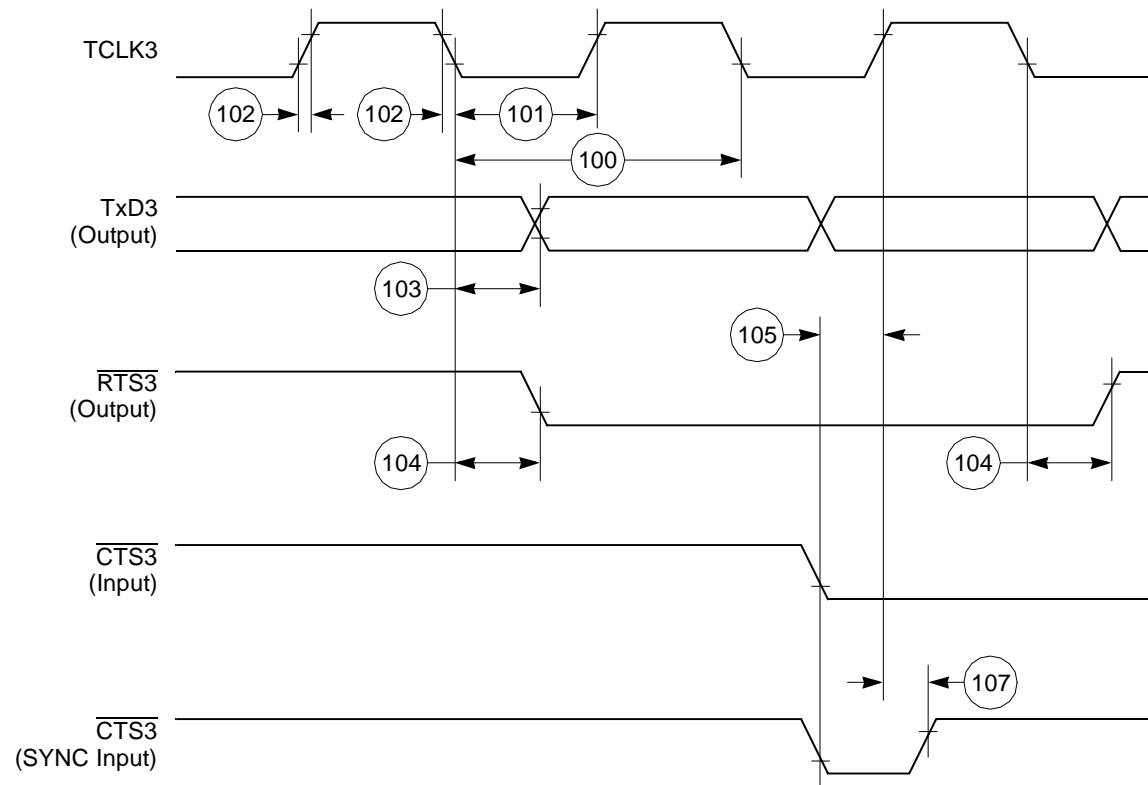 TCLK3
102
102
101
100
TxD3
(Output)
103
105
RTS3
(Output)
104
104
CTS3
(Input)
107
CTS3
(SYNC Input)